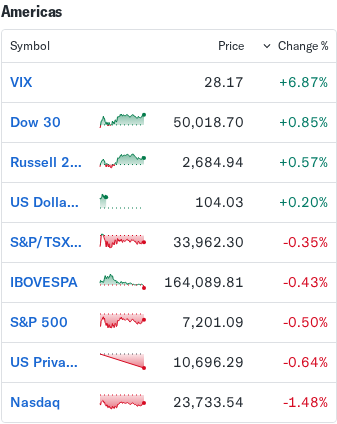 Americas
Symbol Price Change %
VIX 28.17 +6.87%
Dow 30 50,018.70 +0.85%
Russell 2... 2,684.94 +0.57%
US Dolla... 104.03 +0.20%
S&P/TSX... 33,962.30 -0.35%
IBOVESPA 164,089.81 -0.43%
S&P 500 7,201.09 -0.50%
US Priva... 10,696.29 -0.64%
Nasdaq 23,733.54 -1.48%